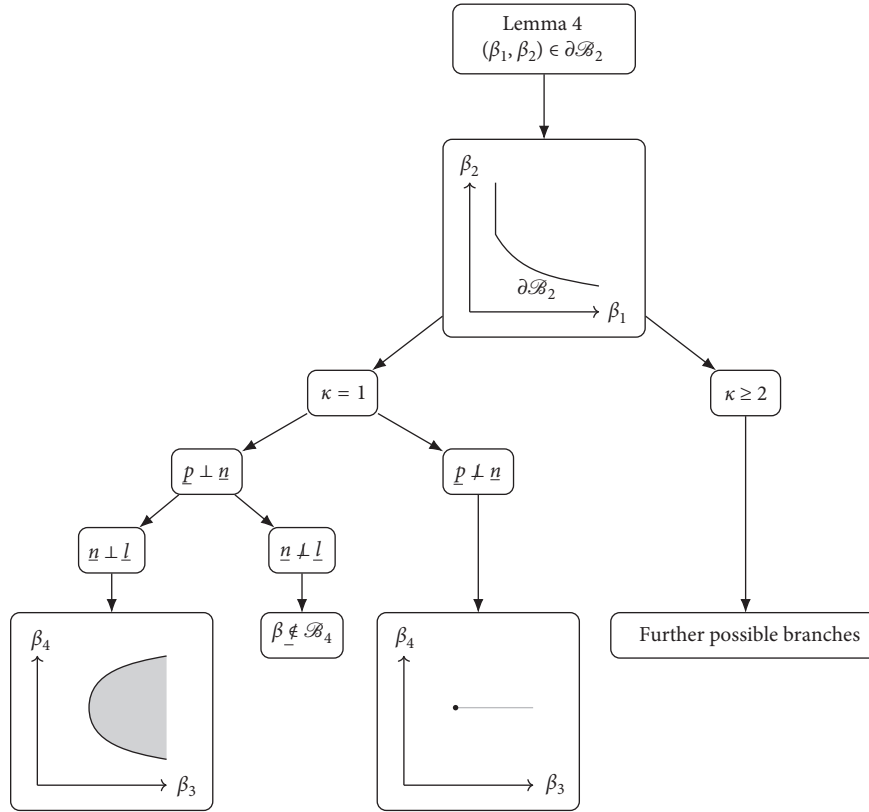 Lemma 4
(β₁, β₂) ∈ ∂ℬ₂
β₂
∂ℬ₂
β₁
κ = 1
κ ≥ 2
p̲ ⊥ n̲
p̲ ⊥̸ n̲
n̲ ⊥ l̲
n̲ ⊥̸ l̲
β̲ ∉ ℬ₄
Further possible branches
β₄
β₃
β₄
β₃